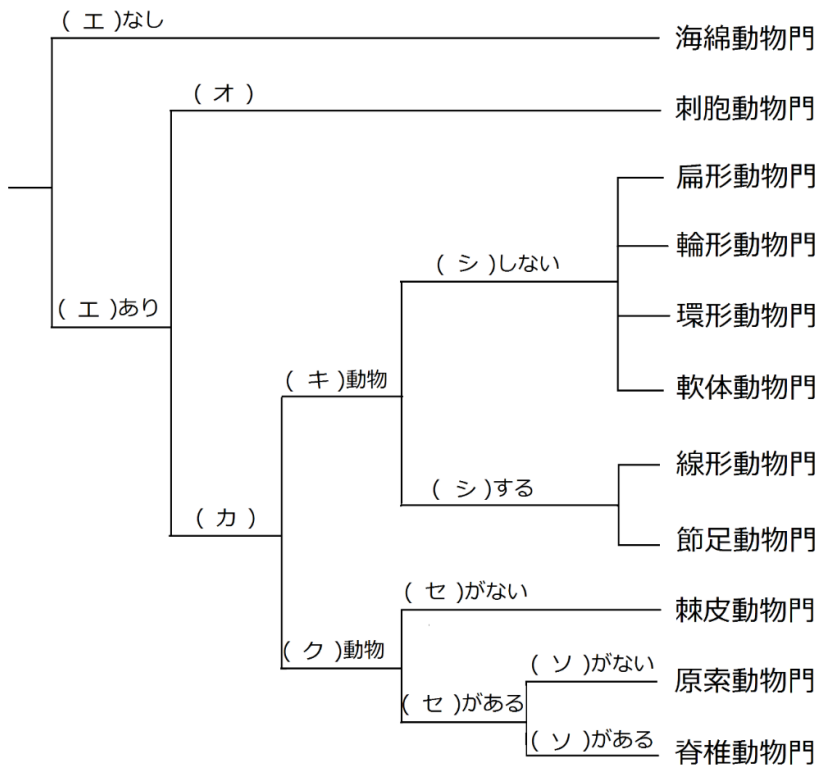 ( エ )なし
海綿動物門
( オ )
刺胞動物門
扁形動物門
輪形動物門
( シ )しない
( エ )あり
環形動物門
( キ )動物
軟体動物門
線形動物門
( シ )する
( カ )
節足動物門
( セ )がない
棘皮動物門
( ク )動物
( ソ )がない
原索動物門
( セ )がある
( ソ )がある
脊椎動物門